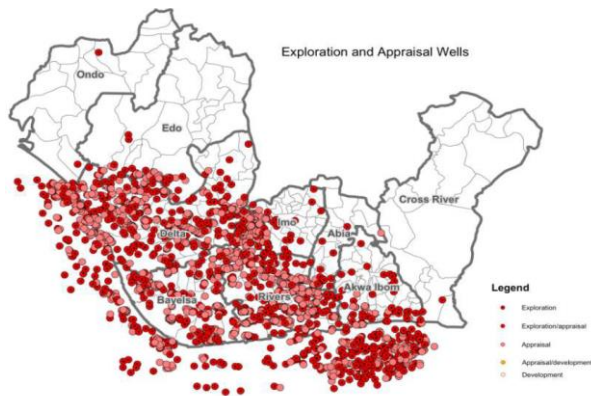 Exploration and Appraisal Wells
Ondo
Edo
Cross River
Imo
Abia
Delta
Akwa Ibom
Bayelsa
Rivers
Legend
Exploration
Exploration/appraisal
Appraisal
Appraisal/development
Development